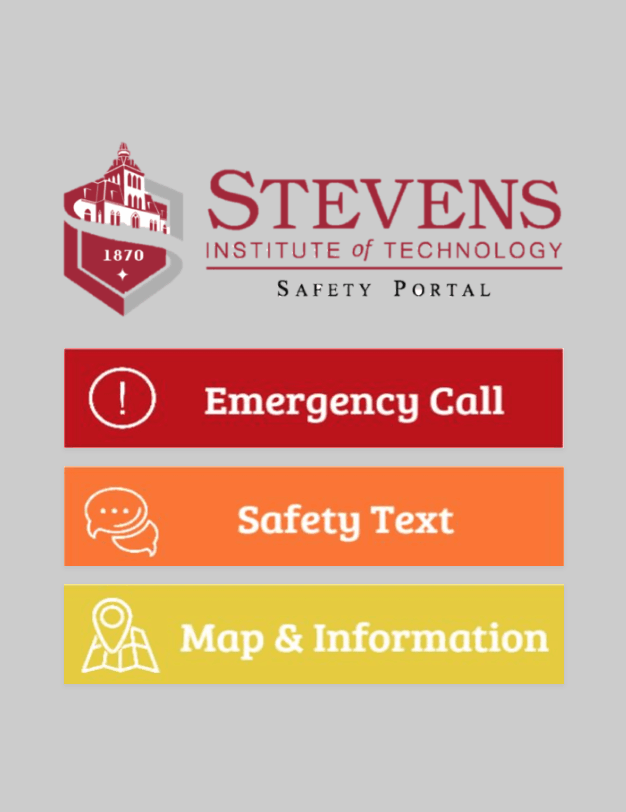 1870
STEVENS
INSTITUTE of TECHNOLOGY
SAFETY PORTAL
Emergency Call
Safety Text
Map & Information